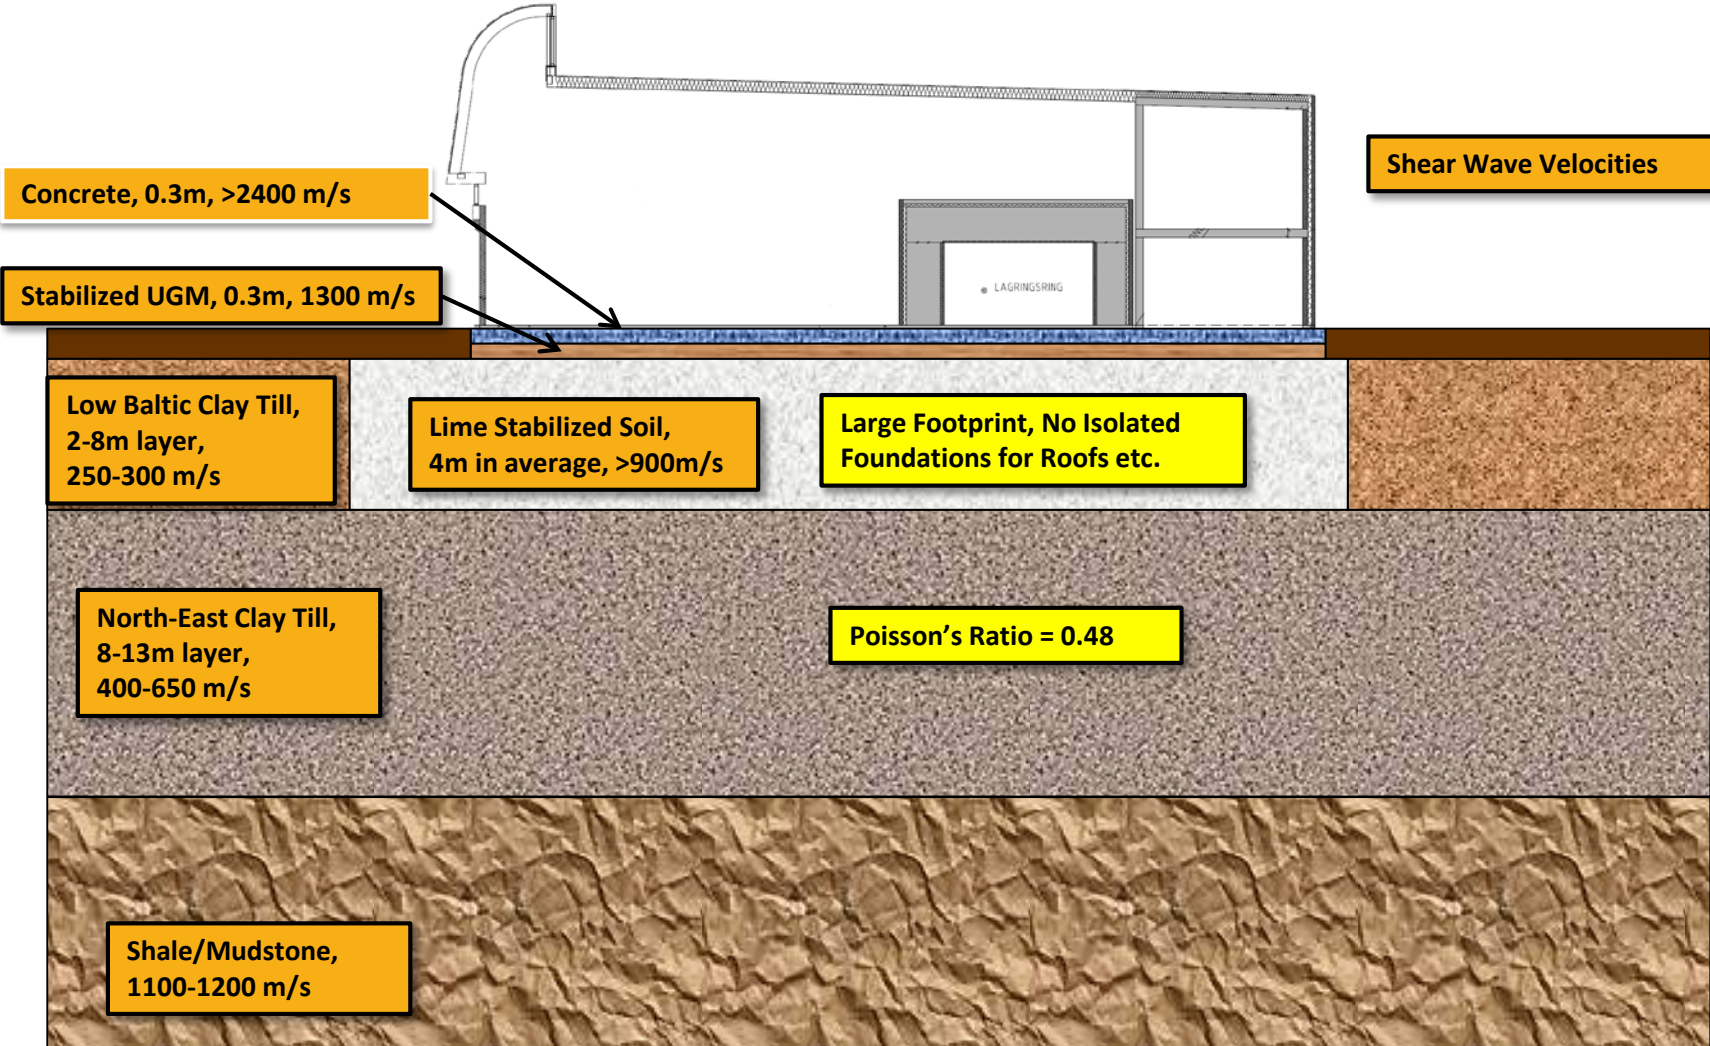 Shear Wave Velocities
Concrete, 0.3m, >2400 m/s
Stabilized UGM, 0.3m, 1300 m/s
LAGRINGSRING
Low Baltic Clay Till,
2-8m layer,
250-300 m/s
Lime Stabilized Soil,
4m in average, >900m/s
Large Footprint, No Isolated
Foundations for Roofs etc.
North-East Clay Till,
8-13m layer,
400-650 m/s
Poisson’s Ratio = 0.48
Shale/Mudstone,
1100-1200 m/s